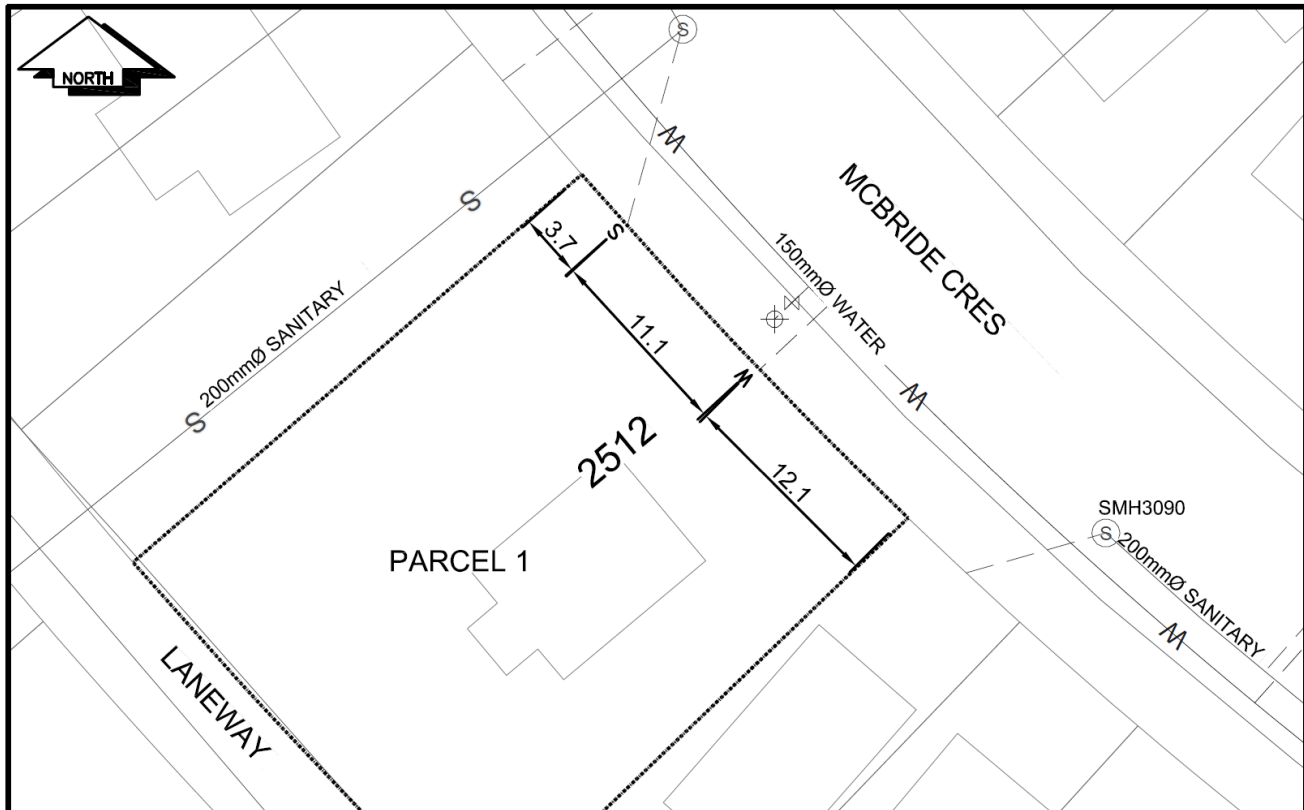 NORTH
S
W
MCBRIDE CRES
S
3.7
S
150mmØ WATER
200mmØ SANITARY
11.1
W
S
W
2512
12.1
SMH3090
S
200mmØ SANITARY
PARCEL 1
W
LANEWAY